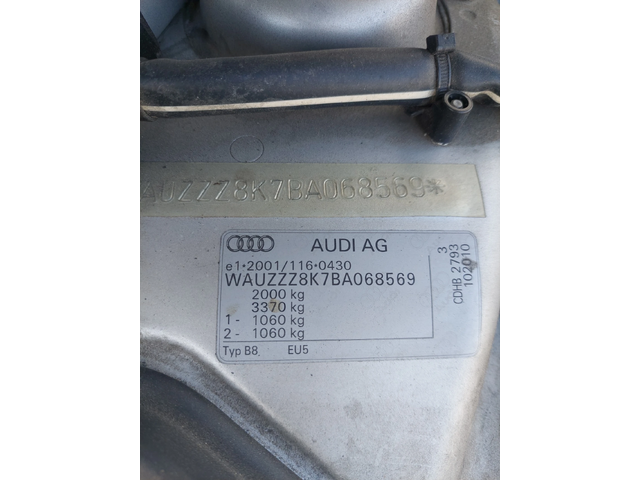 AUZZZ8K7BA068569*
AUDI AG
e1*2001/116*0430
WAUZZZ8K7BA068569
2000 kg
3370 kg
1 - 1060 kg
2 - 1060 kg
Typ B8 EU5
3
CDHB 2793
102010